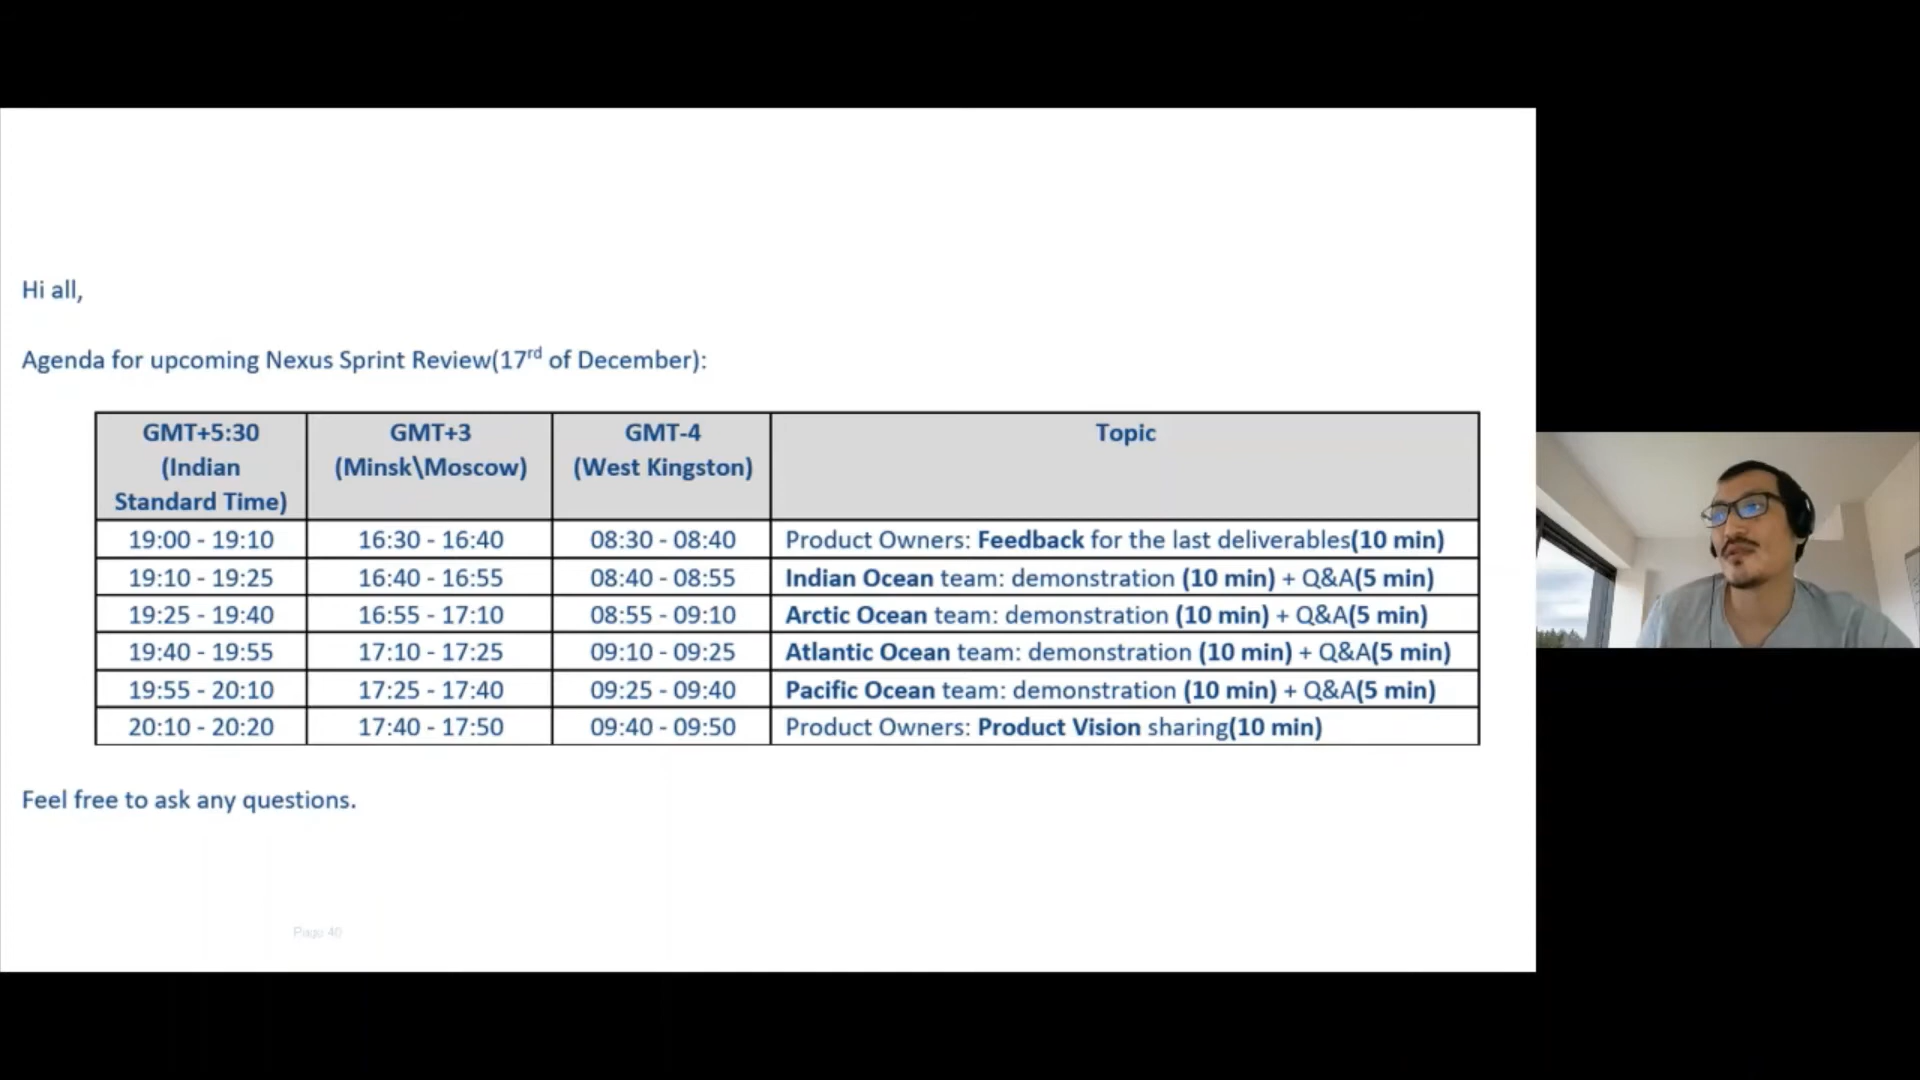 Hi all,
Agenda for upcoming Nexus Sprint Review(17rd of December):
GMT+5:30 (Indian Standard Time) GMT+3 (Minsk\Moscow) GMT-4 (West Kingston) Topic
19:00 - 19:10 16:30 - 16:40 08:30 - 08:40 Product Owners: Feedback for the last deliverables(10 min)
19:10 - 19:25 16:40 - 16:55 08:40 - 08:55 Indian Ocean team: demonstration (10 min) + Q&A(5 min)
19:25 - 19:40 16:55 - 17:10 08:55 - 09:10 Arctic Ocean team: demonstration (10 min) + Q&A(5 min)
19:40 - 19:55 17:10 - 17:25 09:10 - 09:25 Atlantic Ocean team: demonstration (10 min) + Q&A(5 min)
19:55 - 20:10 17:25 - 17:40 09:25 - 09:40 Pacific Ocean team: demonstration (10 min) + Q&A(5 min)
20:10 - 20:20 17:40 - 17:50 09:40 - 09:50 Product Owners: Product Vision sharing(10 min)
Feel free to ask any questions.
Page 40